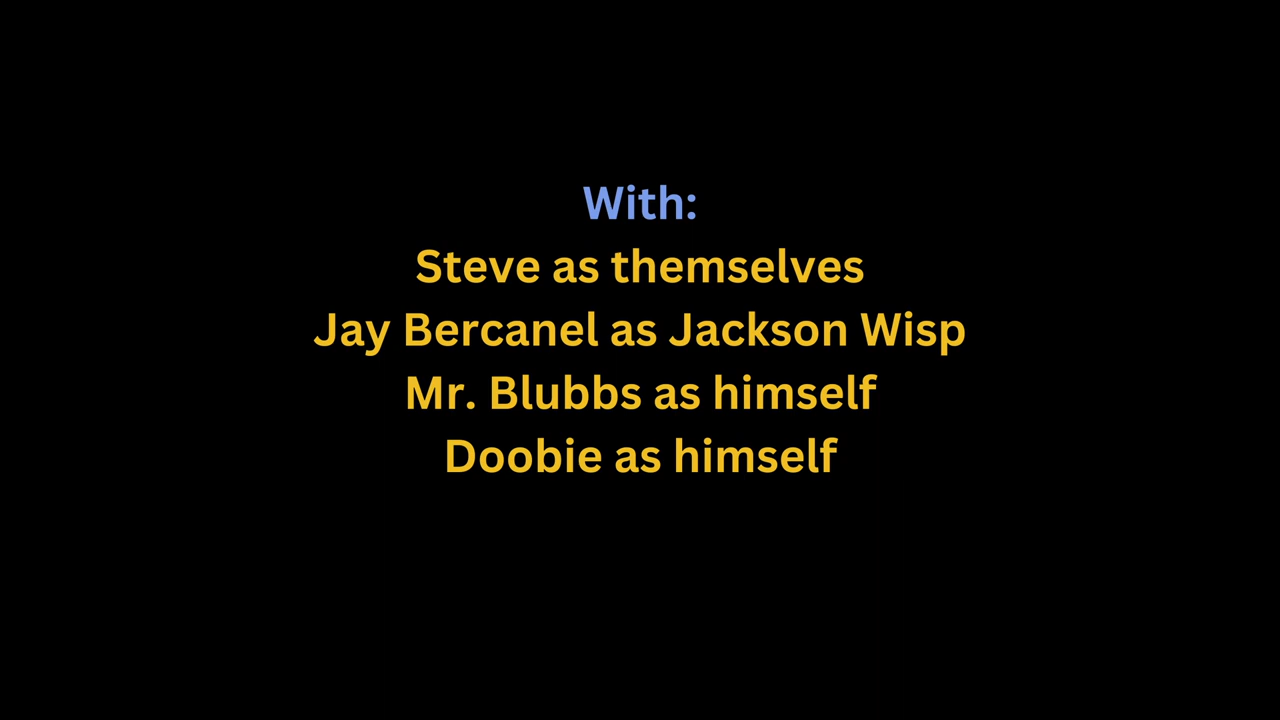 With:
Steve as themselves
Jay Bercanel as Jackson Wisp
Mr. Blubbs as himself
Doobie as himself